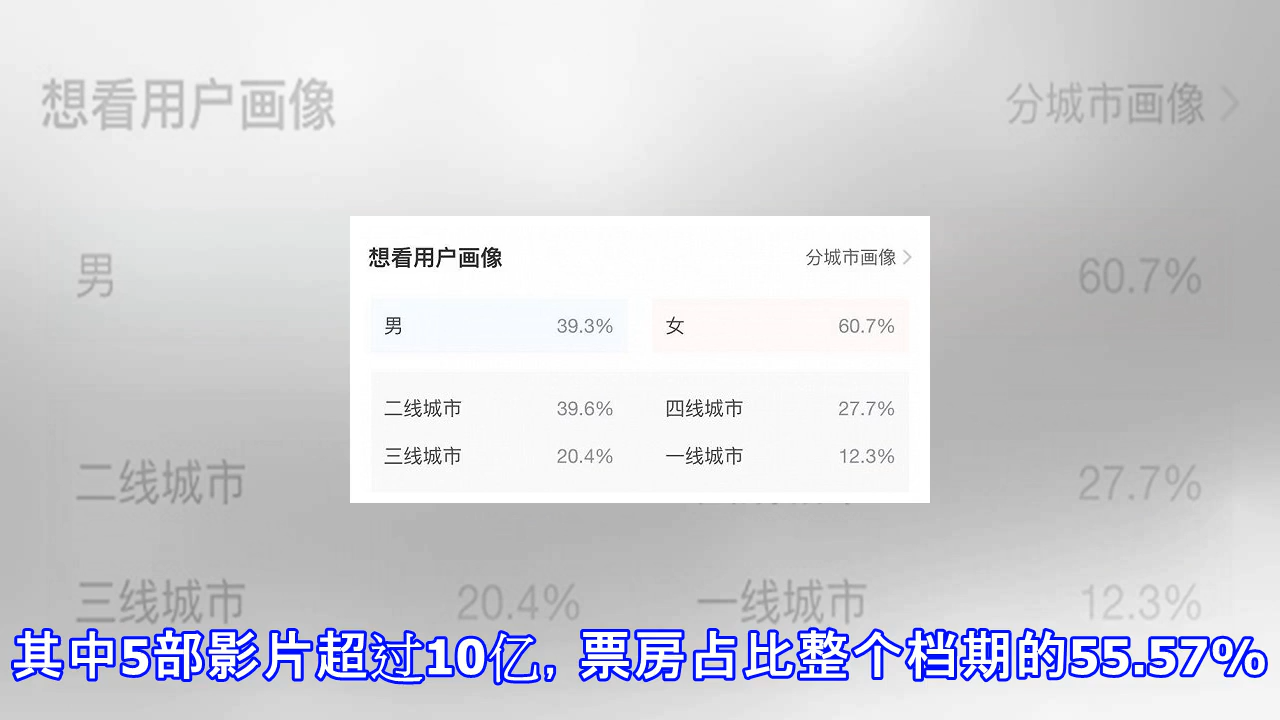 想看用户画像 分城市画像
男 60.7%
想看用户画像 分城市画像
男 39.3% 女 60.7%
二线城市 39.6% 四线城市 27.7%
三线城市 20.4% 一线城市 12.3%
二线城市 27.7%
三线城市 20.4% 一线城市 12.3%
其中5部影片超过10亿,票房占比整个档期的55.57%